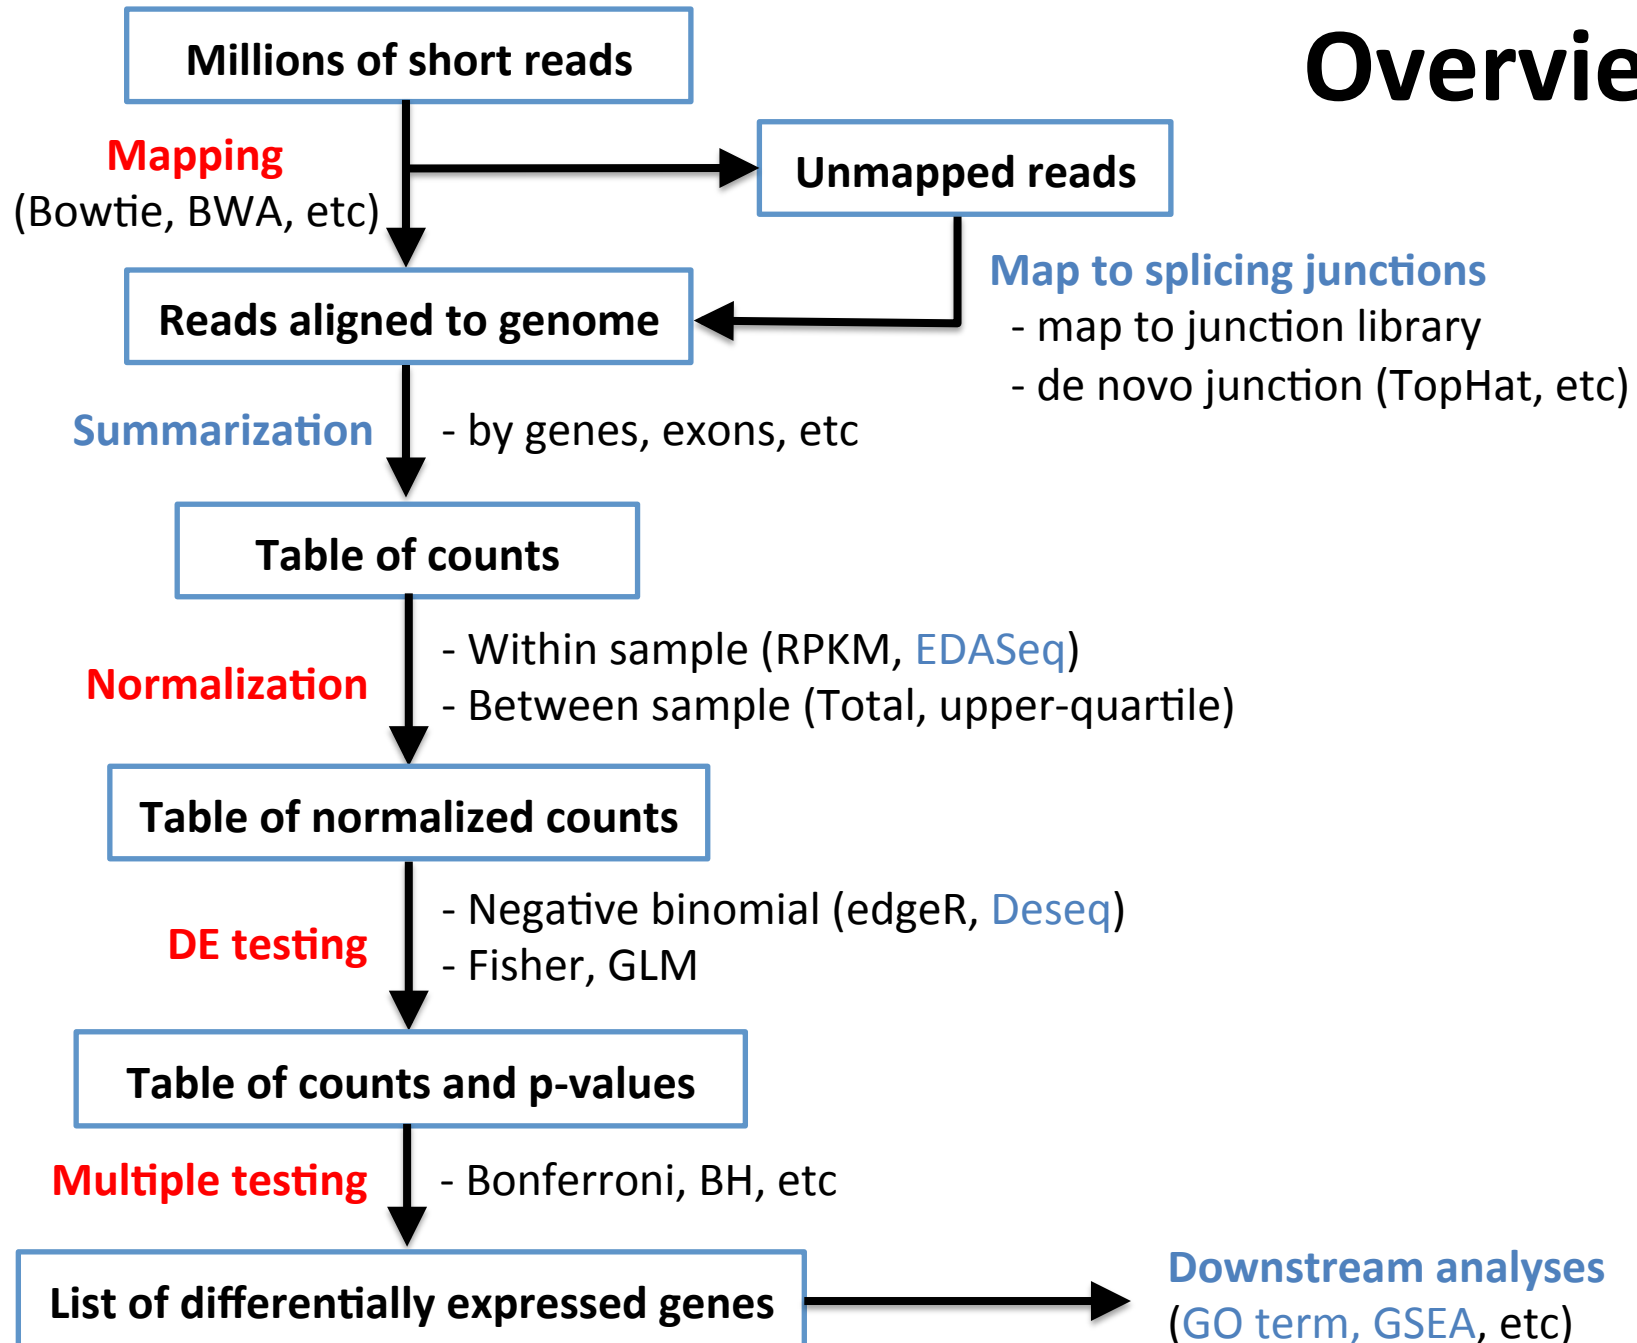 Overvie
Millions of short reads
Mapping
(Bowtie, BWA, etc)
Unmapped reads
Map to splicing junctions
- map to junction library
- de novo junction (TopHat, etc)
Reads aligned to genome
Summarization
- by genes, exons, etc
Table of counts
Normalization
- Within sample (RPKM, EDASeq)
- Between sample (Total, upper-quartile)
Table of normalized counts
DE testing
- Negative binomial (edgeR, Deseq)
- Fisher, GLM
Table of counts and p-values
Multiple testing
- Bonferroni, BH, etc
List of differentially expressed genes
Downstream analyses
(GO term, GSEA, etc)